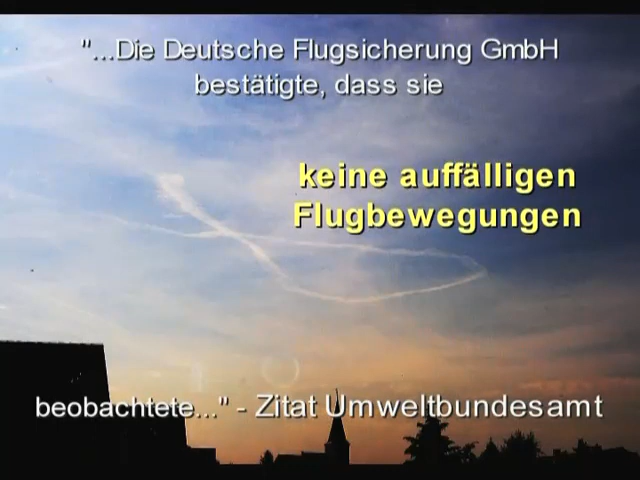 "...Die Deutsche Flugsicherung GmbH
bestätigte, dass sie
keine auffälligen
Flugbewegungen
beobachtete..." - Zitat Umweltbundesamt